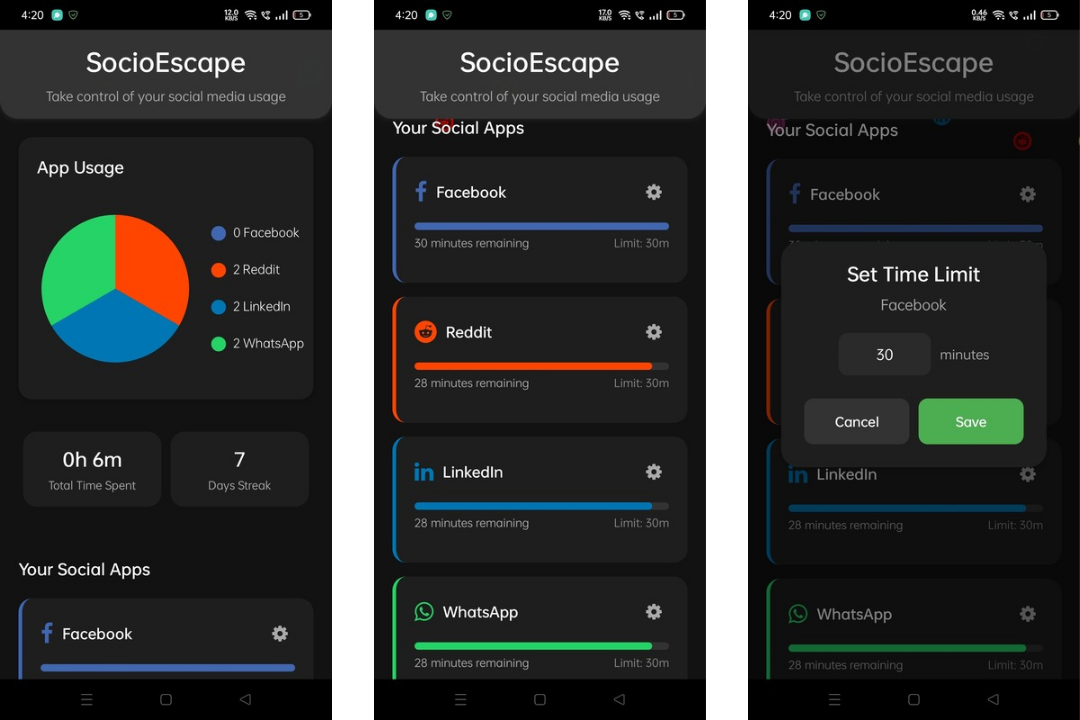 4:20
12.0
KB/S
5
SocioEscape
Take control of your social media usage
App Usage
0 Facebook
2 Reddit
2 LinkedIn
2 WhatsApp
0h 6m
Total Time Spent
7
Days Streak
Your Social Apps
Facebook
4:20
17.0
KB/S
5
SocioEscape
Take control of your social media usage
Your Social Apps
Facebook
30 minutes remaining
Limit: 30m
Reddit
28 minutes remaining
Limit: 30m
in LinkedIn
28 minutes remaining
Limit: 30m
WhatsApp
28 minutes remaining
Limit: 30m
4:20
0.46
KB/S
5
SocioEscape
Take control of your social media usage
Your Social Apps
Facebook
Set Time Limit
Facebook
30 minutes
Cancel
Save
in LinkedIn
28 minutes remaining
Limit: 30m
WhatsApp
28 minutes remaining
Limit: 30m